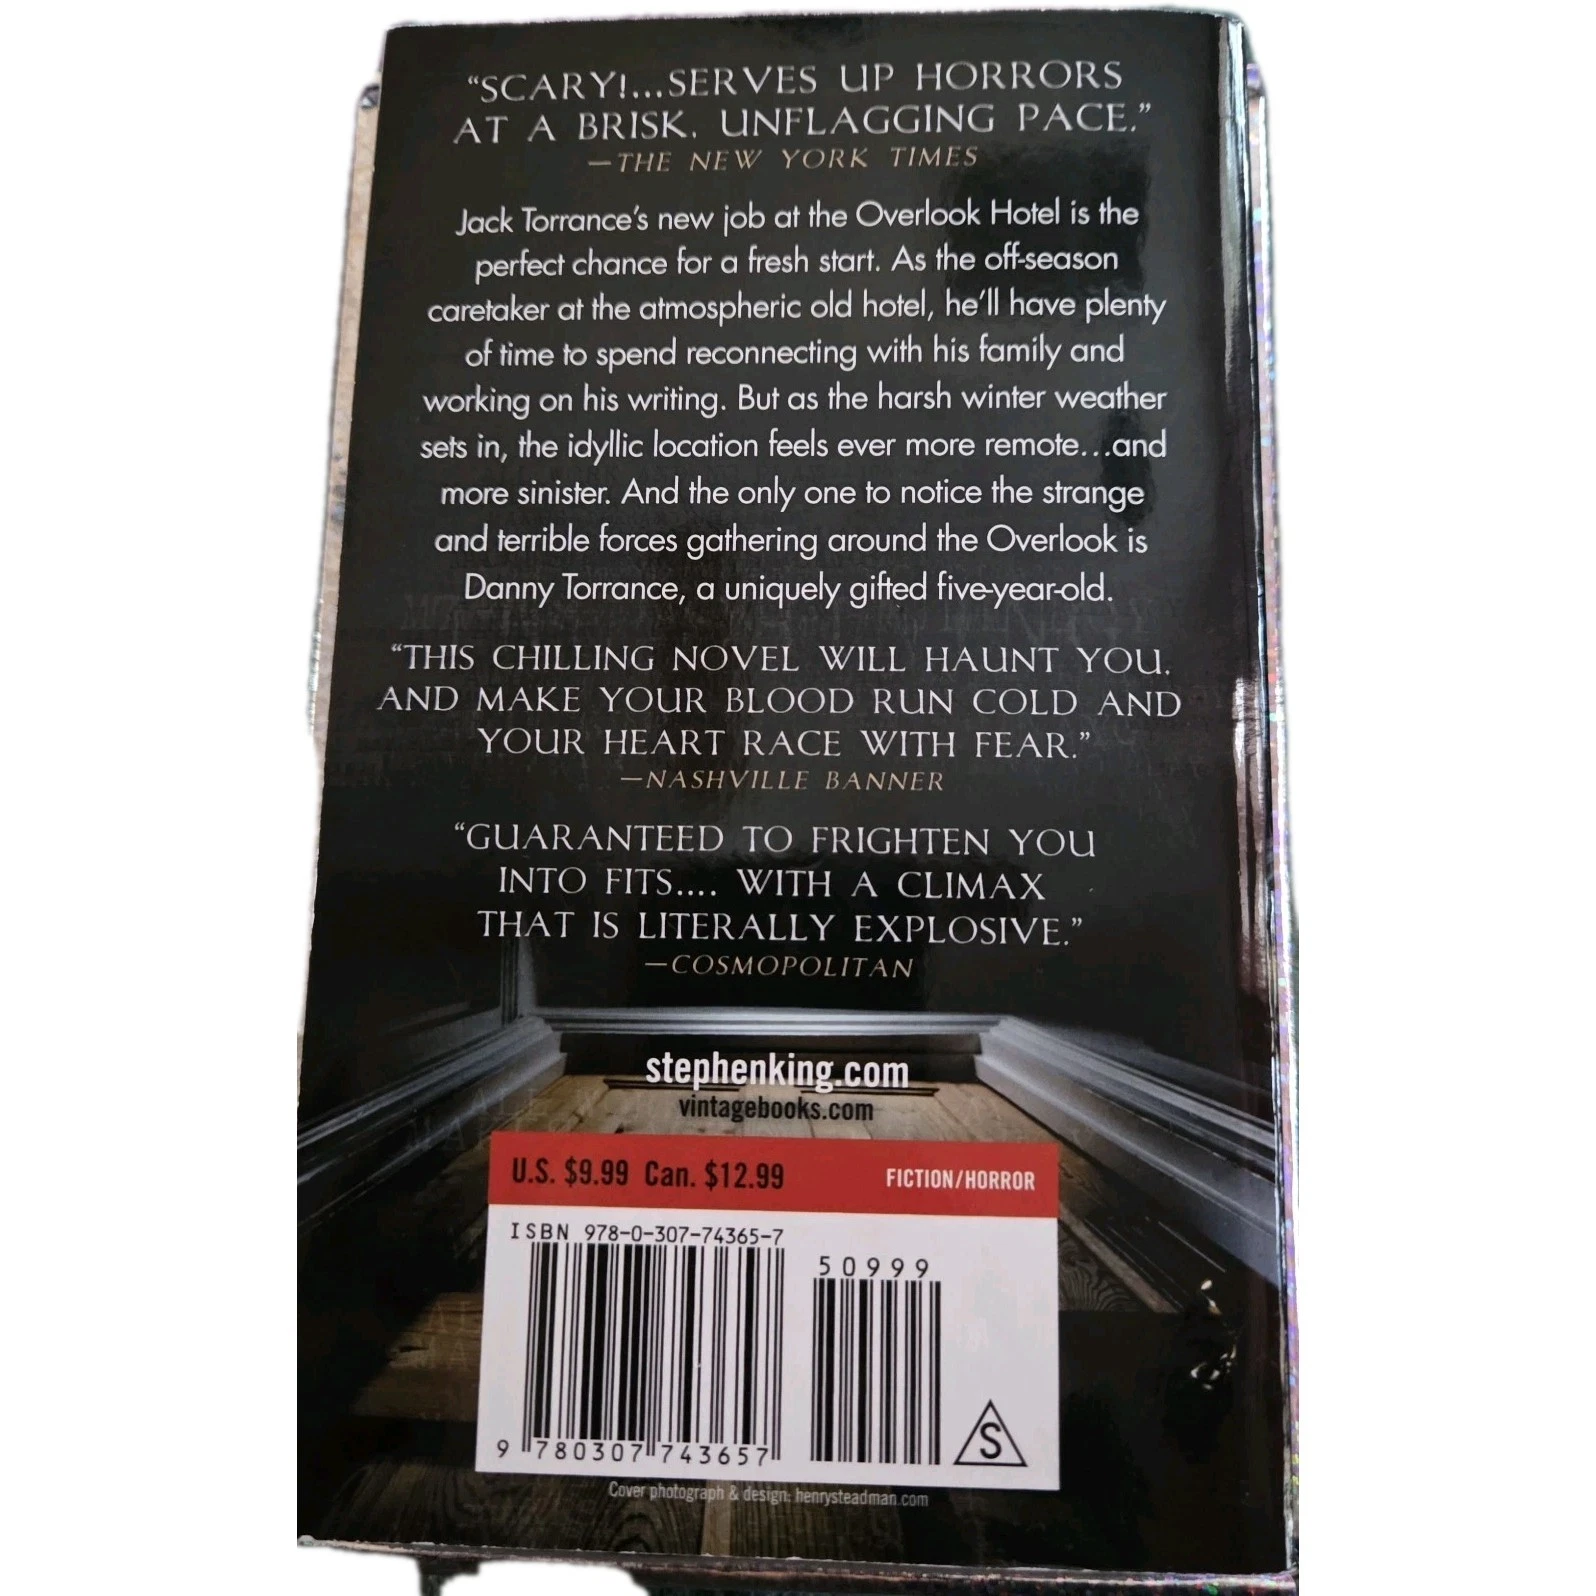 “SCARY!...SERVES UP HORRORS
AT A BRISK, UNFLAGGING PACE.”
—THE NEW YORK TIMES
Jack Torrance’s new job at the Overlook Hotel is the
perfect chance for a fresh start. As the off-season
caretaker at the atmospheric old hotel, he’ll have plenty
of time to spend reconnecting with his family and
working on his writing. But as the harsh winter weather
sets in, the idyllic location feels ever more remote...and
more sinister. And the only one to notice the strange
and terrible forces gathering around the Overlook is
Danny Torrance, a uniquely gifted five-year-old.
“THIS CHILLING NOVEL WILL HAUNT YOU,
AND MAKE YOUR BLOOD RUN COLD AND
YOUR HEART RACE WITH FEAR.”
—NASHVILLE BANNER
“GUARANTEED TO FRIGHTEN YOU
INTO FITS.... WITH A CLIMAX
THAT IS LITERALLY EXPLOSIVE.”
—COSMOPOLITAN
stephenking.com
vintagebooks.com
U.S. $9.99 Can. $12.99 FICTION/HORROR
ISBN 978-0-307-74365-7
50999
9 780307 743657
S
Cover photograph & design: henrysteadman.com